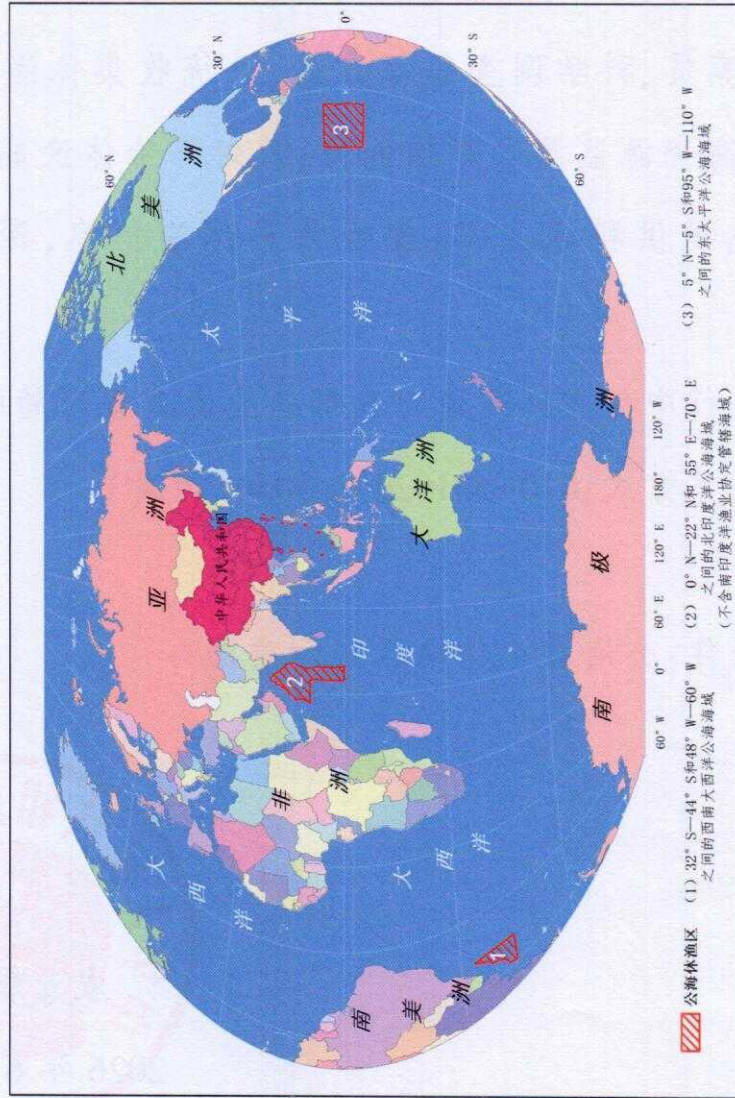 60° N
30° N
0°
30° S
60° S
北美洲
亚洲
中华人民共和国
太平洋
大西洋
非洲
印度洋
大洋洲
大西洋
南美洲
南极洲
1
2
3
60° W
0°
60° E
120° E
180°
120° W
公海休渔区
(1) 32° S—44° S和48° W—60° W
之间的西南大西洋公海海域
(2) 0° N—22° N和 55° E—70° E
之间的北印度洋公海海域
(不含南印度洋渔业协定管辖海域)
(3) 5° N—5° S和95° W—110° W
之间的东太平洋公海海域